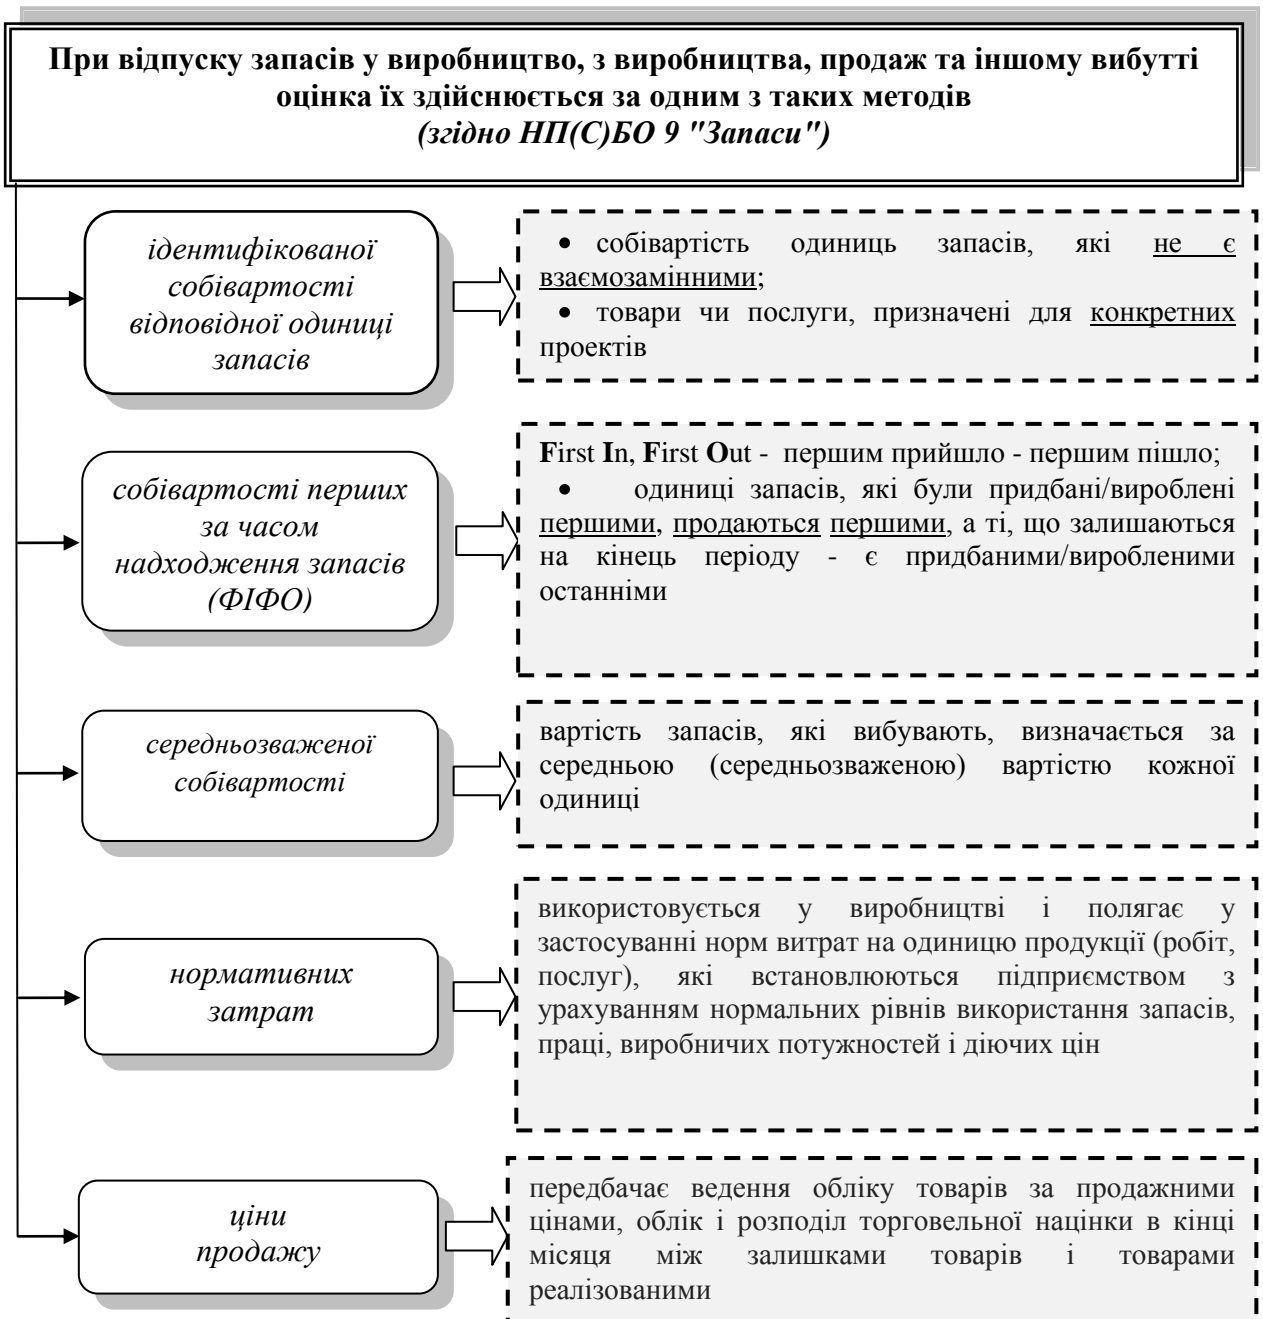 При відпуску запасів у виробництво, з виробництва, продаж та іншому вибутті
оцінка їх здійснюється за одним з таких методів
(згідно НП(С)БО 9 "Запаси")
ідентифікованої
собівартості
відповідної одиниці
запасів
• собівартість одиниць запасів, які не є
взаємозамінними;
• товари чи послуги, призначені для конкретних
проектів
собівартості перших
за часом
надходження запасів
(ФІФО)
First In, First Out - першим прийшло - першим пішло;
• одиниці запасів, які були придбані/вироблені
першими, продаються першими, а ті, що залишаються
на кінець періоду - є придбаними/виробленими
останніми
середньозваженої
собівартості
вартість запасів, які вибувають, визначається за
середньою (середньозваженою) вартістю кожної
одиниці
нормативних
затрат
використовується у виробництві і полягає у
застосуванні норм витрат на одиницю продукції (робіт,
послуг), які встановлюються підприємством з
урахуванням нормальних рівнів використання запасів,
праці, виробничих потужностей і діючих цін
ціни
продажу
передбачає ведення обліку товарів за продажними
цінами, облік і розподіл торговельної націнки в кінці
місяця між залишками товарів і товарами
реалізованими